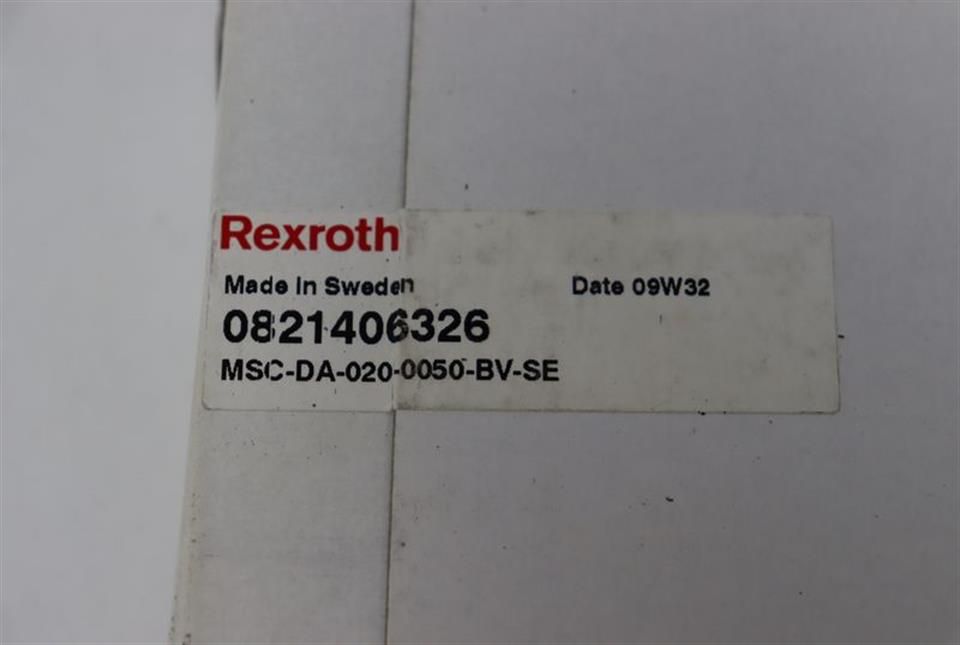 Rexroth
Made in Sweden Date 09W32
0821406326
MSC-DA-020-0050-BV-SE